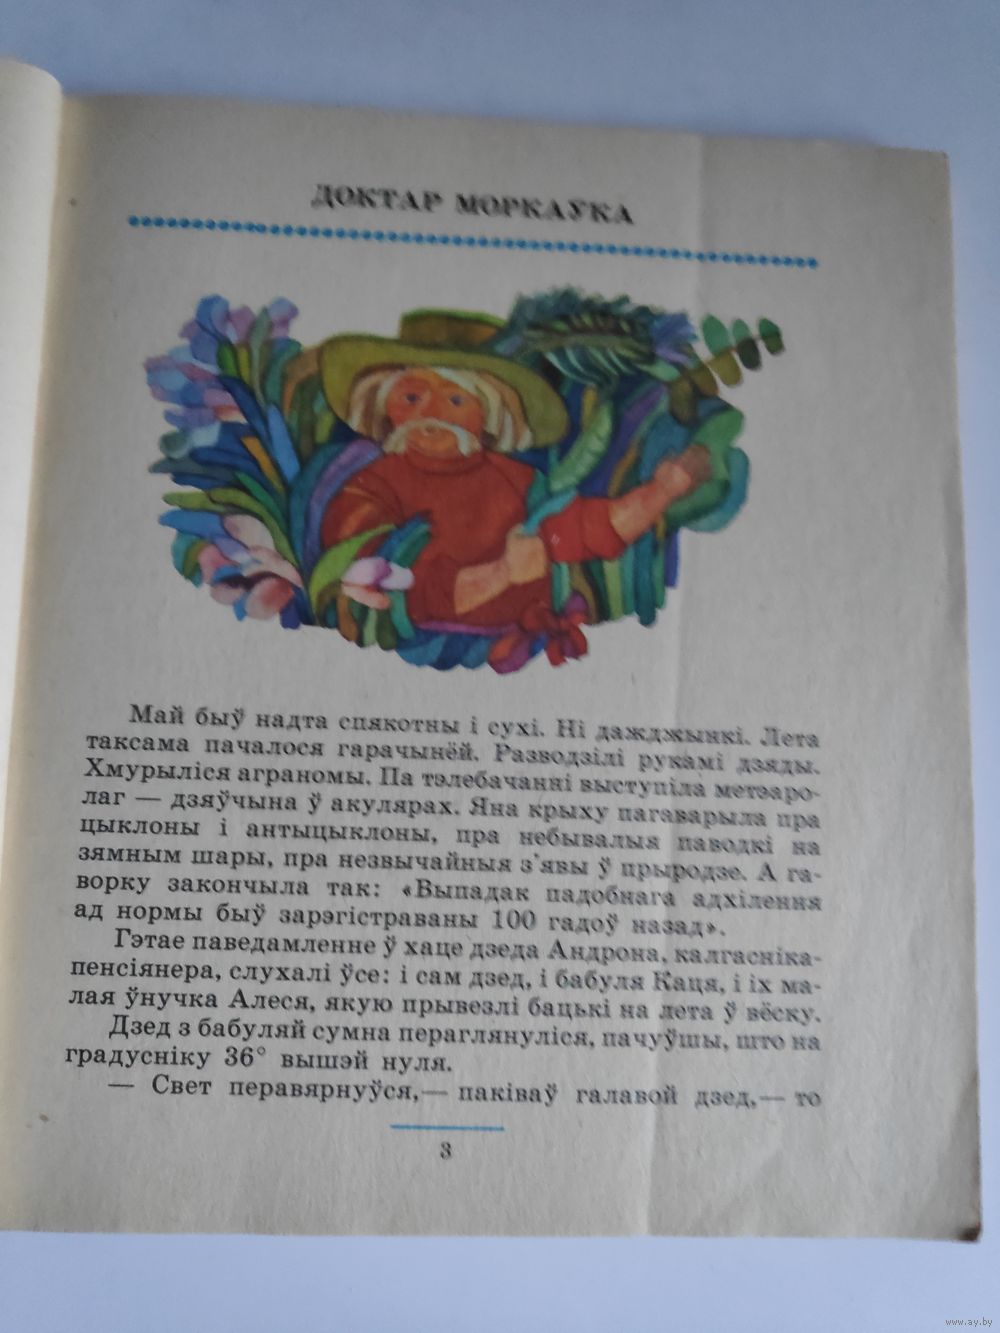 ДОКТАР МОРКАЎКА
Май быў надта спякотны і сухі. Ні дажджынкі. Лета
таксама пачалося гарачынёй. Разводзілі рукамі дзяды.
Хмурыліся аграномы. Па тэлебачанні выступіла метэаро-
лаг — дзяўчына ў акулярах. Яна крыху пагаварыла пра
цыклоны і антыцыклоны, пра небывалыя паводкі на
зямным шары, пра незвычайныя з'явы ў прыродзе. А га-
ворку закончыла так: «Выпадак падобнага адхілення
ад нормы быў зарэгістраваны 100 гадоў назад».
Гэтае паведамленне ў хаце дзеда Андрона, калгасніка-
пенсіянера, слухалі ўсе: і сам дзед, і бабуля Каця, і іх ма-
лая ўнучка Алеся, якую прывезлі бацькі на лета ў вёску.
Дзед з бабуляй сумна пераглянуліся, пачуўшы, што на
градусніку 36° вышэй нуля.
— Свет перавярнуўся,— паківаў галавой дзед,— то
3
www.ay.by